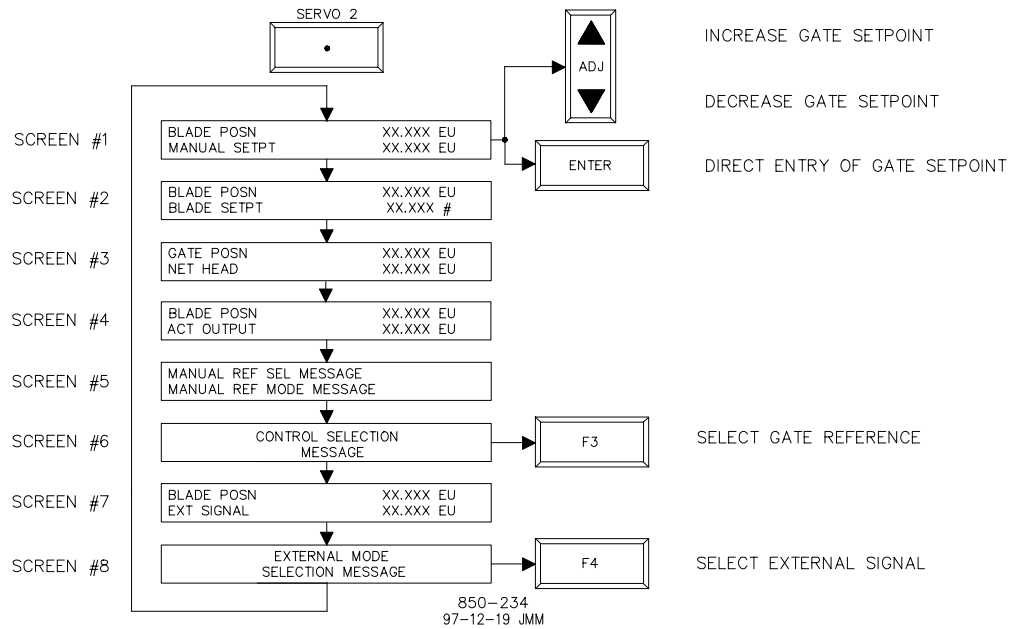 SERVO 2
INCREASE GATE SETPOINT
ADJ
DECREASE GATE SETPOINT
SCREEN #1
BLADE POSN XX.XXX EU
MANUAL SETPT XX.XXX EU
ENTER
DIRECT ENTRY OF GATE SETPOINT
SCREEN #2
BLADE POSN XX.XXX EU
BLADE SETPT XX.XXX #
SCREEN #3
GATE POSN XX.XXX EU
NET HEAD XX.XXX EU
SCREEN #4
BLADE POSN XX.XXX EU
ACT OUTPUT XX.XXX EU
SCREEN #5
MANUAL REF SEL MESSAGE
MANUAL REF MODE MESSAGE
SCREEN #6
CONTROL SELECTION
MESSAGE
F3
SELECT GATE REFERENCE
SCREEN #7
BLADE POSN XX.XXX EU
EXT SIGNAL XX.XXX EU
SCREEN #8
EXTERNAL MODE
SELECTION MESSAGE
F4
SELECT EXTERNAL SIGNAL
850-234
97-12-19 JMM